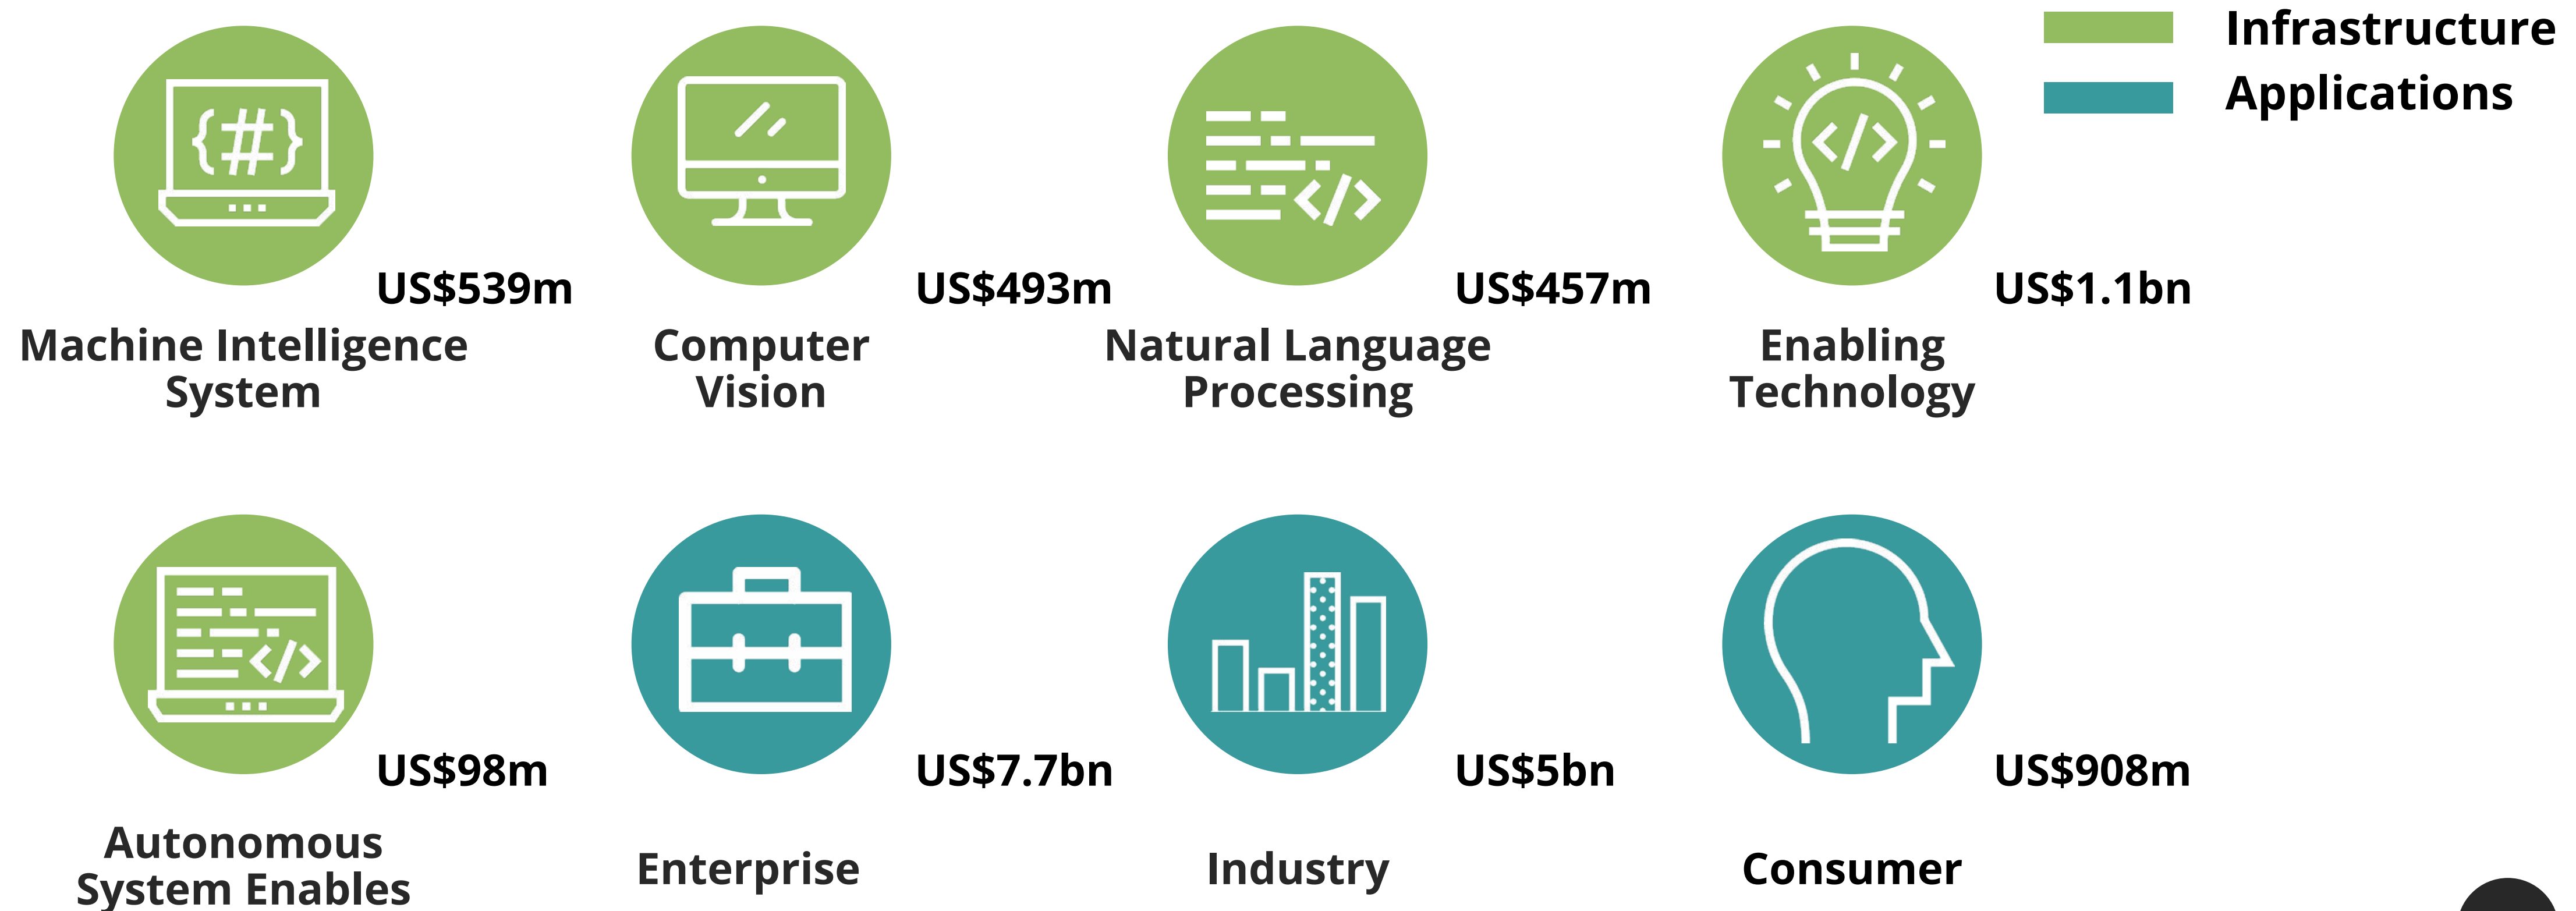 Infrastructure
Applications
{#}
</>
</>
US$539m
US$493m
US$457m
US$1.1bn
Machine Intelligence
System
Computer
Vision
Natural Language
Processing
Enabling
Technology
</>
US$98m
US$7.7bn
US$5bn
US$908m
Autonomous
System Enables
Enterprise
Industry
Consumer